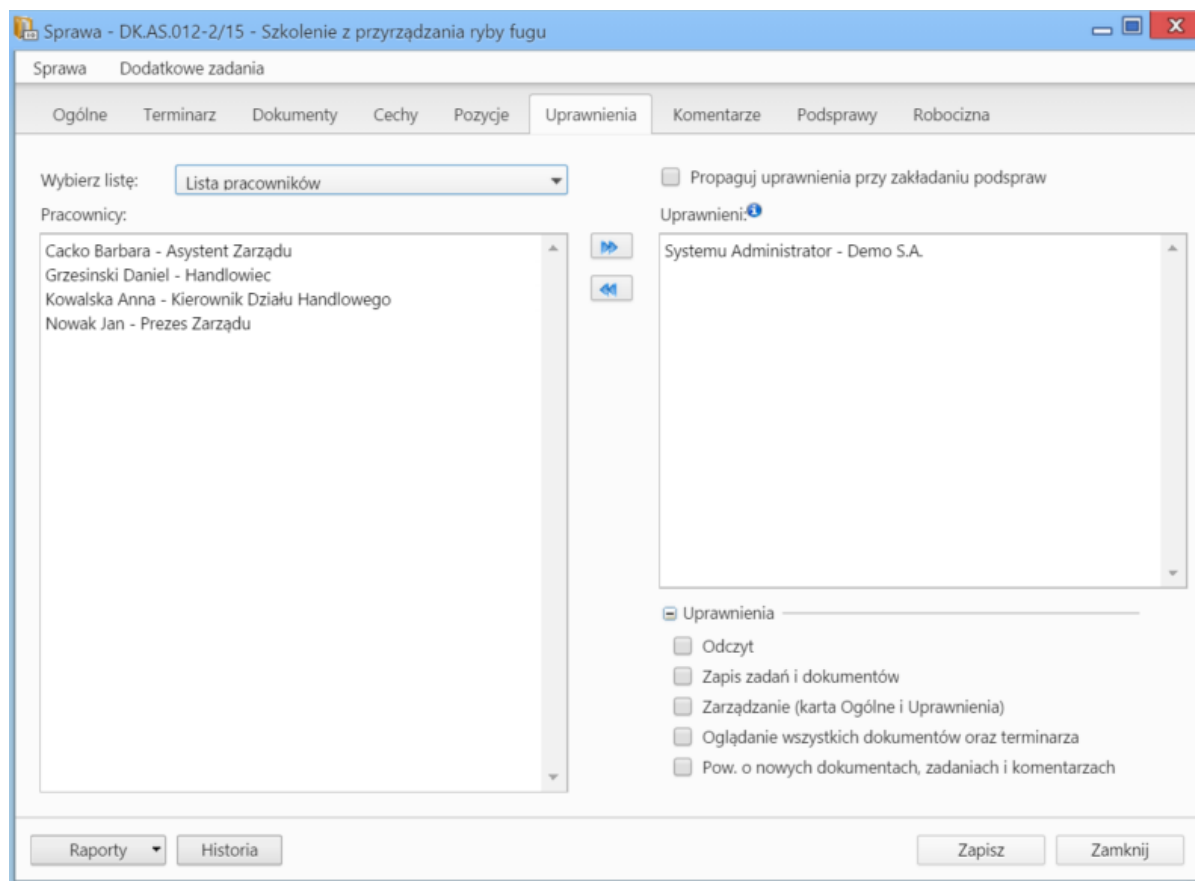 Sprawa - DK.AS.012-2/15 - Szkolenie z przyrządzania ryby fugu
Sprawa Dodatkowe zadania
Ogólne Terminarz Dokumenty Cechy Pozycje Uprawnienia Komentarze Podsprawy Robocizna
Wybierz listę: Lista pracowników
Pracownicy:
Cacko Barbara - Asystent Zarządu
Grzesinski Daniel - Handlowiec
Kowalska Anna - Kierownik Działu Handlowego
Nowak Jan - Prezes Zarządu
Propaguj uprawnienia przy zakładaniu podspraw
Uprawnieni:
Systemu Administrator - Demo S.A.
Uprawnienia
Odczyt
Zapis zadań i dokumentów
Zarządzanie (karta Ogólne i Uprawnienia)
Oglądanie wszystkich dokumentów oraz terminarza
Pow. o nowych dokumentach, zadaniach i komentarzach
Raporty Historia Zapisz Zamknij